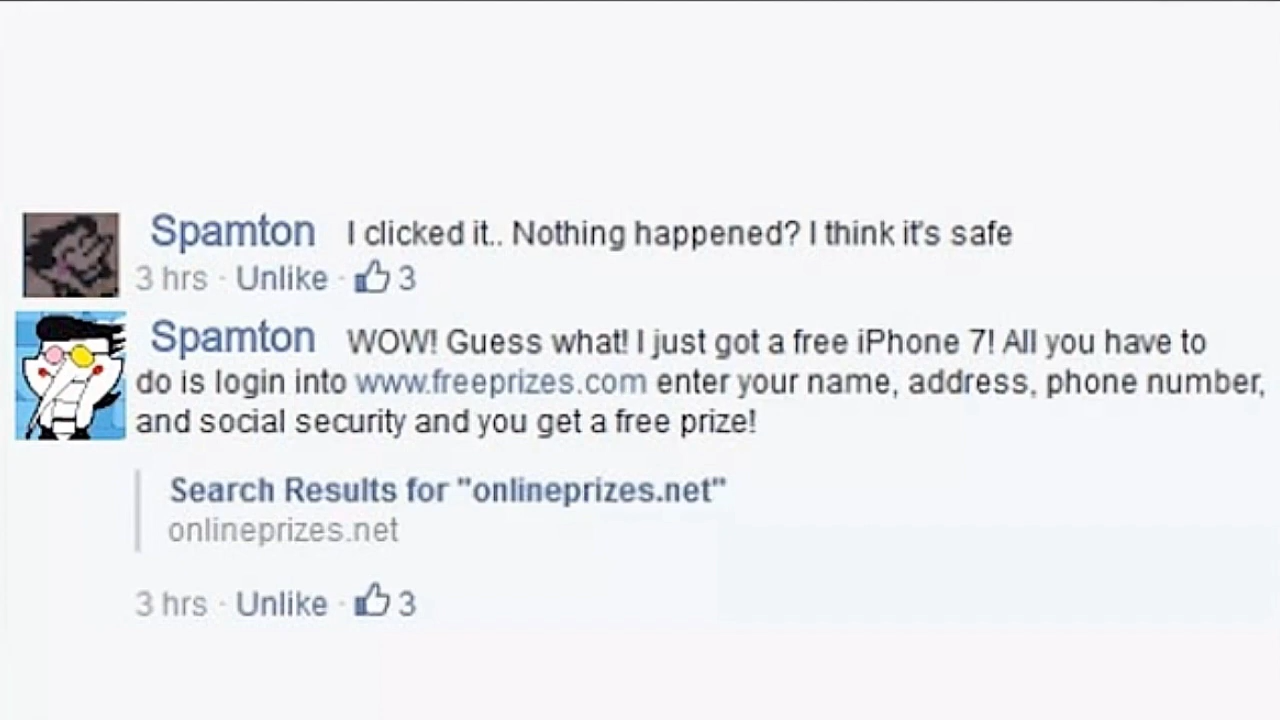 Spamton I clicked it.. Nothing happened? I think it's safe
3 hrs · Unlike · 3
Spamton WOW! Guess what! I just got a free iPhone 7! All you have to
do is login into www.freeprizes.com enter your name, address, phone number,
and social security and you get a free prize!
Search Results for "onlineprizes.net"
onlineprizes.net
3 hrs · Unlike · 3